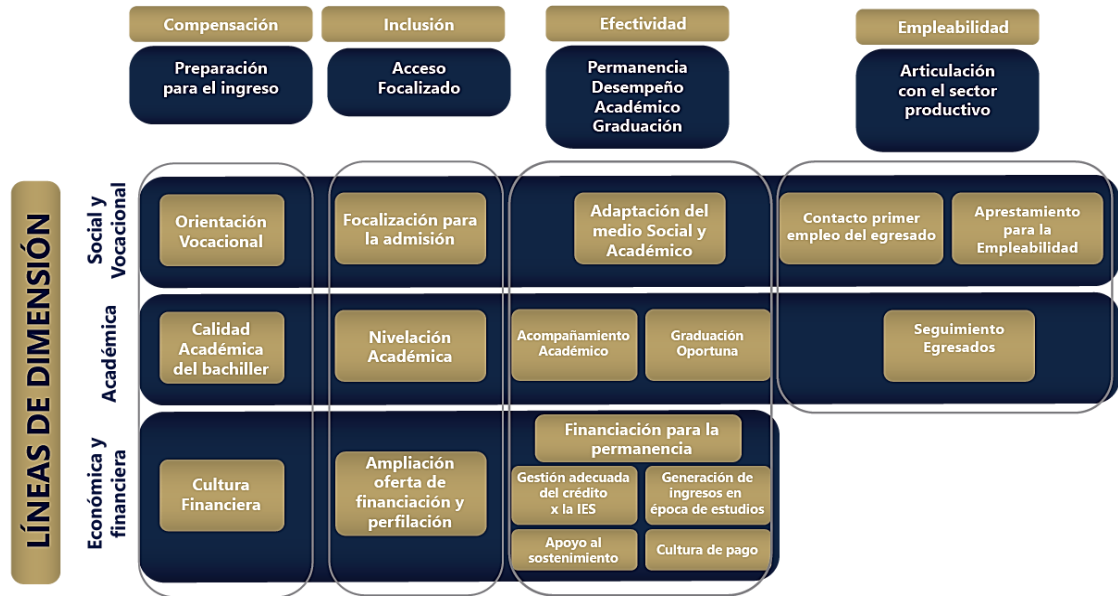 Compensación
Inclusión
Efectividad
Empleabilidad
Preparación
para el ingreso
Acceso
Focalizado
Permanencia
Desempeño
Académico
Graduación
Articulación
con el sector
productivo
LÍNEAS DE DIMENSIÓN
Social y
Vocacional
Orientación
Vocacional
Focalización para
la admisión
Adaptación del
medio Social y
Académico
Contacto primer
empleo del egresado
Aprestamiento
para la
Empleabilidad
Académica
Calidad
Académica
del bachiller
Nivelación
Académica
Acompañamiento
Académico
Graduación
Oportuna
Seguimiento
Egresados
Económica y
financiera
Cultura
Financiera
Ampliación
oferta de
financiación y
perfilación
Financiación para la
permanencia
Gestión adecuada
del crédito
x la IES
Generación de
ingresos en
época de estudios
Apoyo al
sostenimiento
Cultura de pago